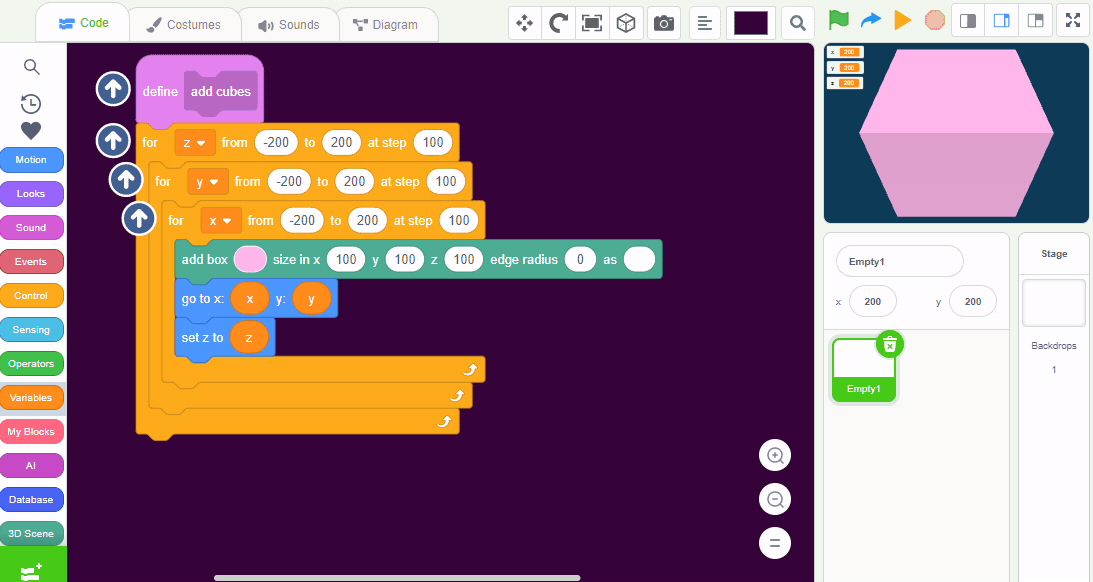 Code
Costumes
Sounds
Diagram
Motion
Looks
Sound
Events
Control
Sensing
Operators
Variables
My Blocks
AI
Database
3D Scene
define add cubes
for z from -200 to 200 at step 100
for y from -200 to 200 at step 100
for x from -200 to 200 at step 100
add box size in x 100 y 100 z 100 edge radius 0 as
go to x: x y: y
set z to z
x 200
y 200
z 200
Empty1
x 200 y 200
Empty1
Stage
Backdrops
1